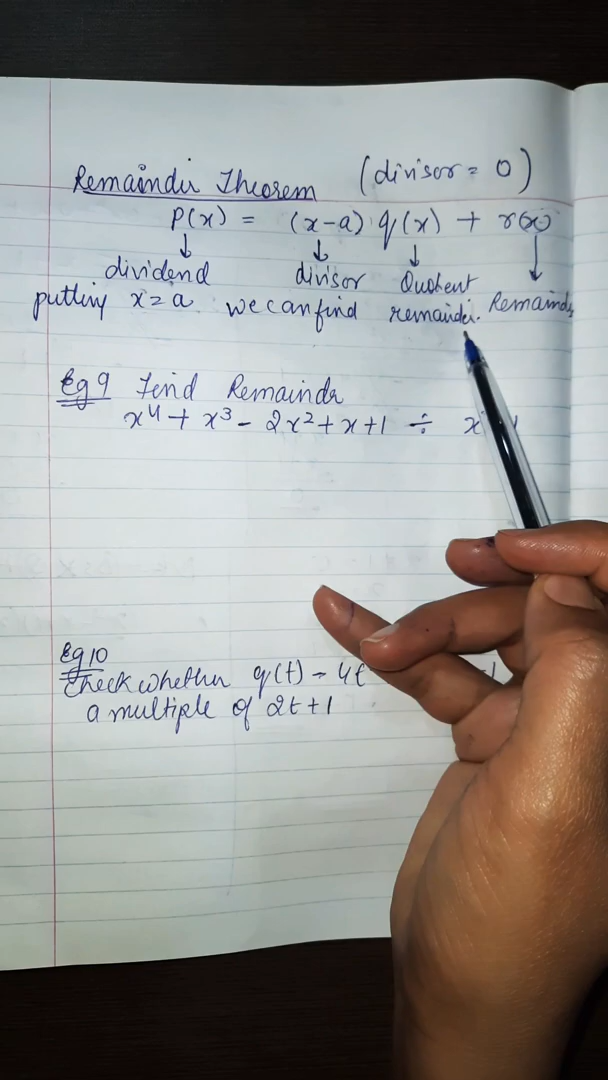 Remainder Theorem (divisor = 0)
P(x) = (x-a) q(x) + r(x)
↓ ↓ ↓ ↓
dividend divisor Quotient Remainder
putting x = a we can find remainder.
Eg 9 Find Remainder
x⁴ + x³ - 2x² + x + 1 ÷ x
Eg 10
Check whether q(t) = 4t
a multiple of 2t+1